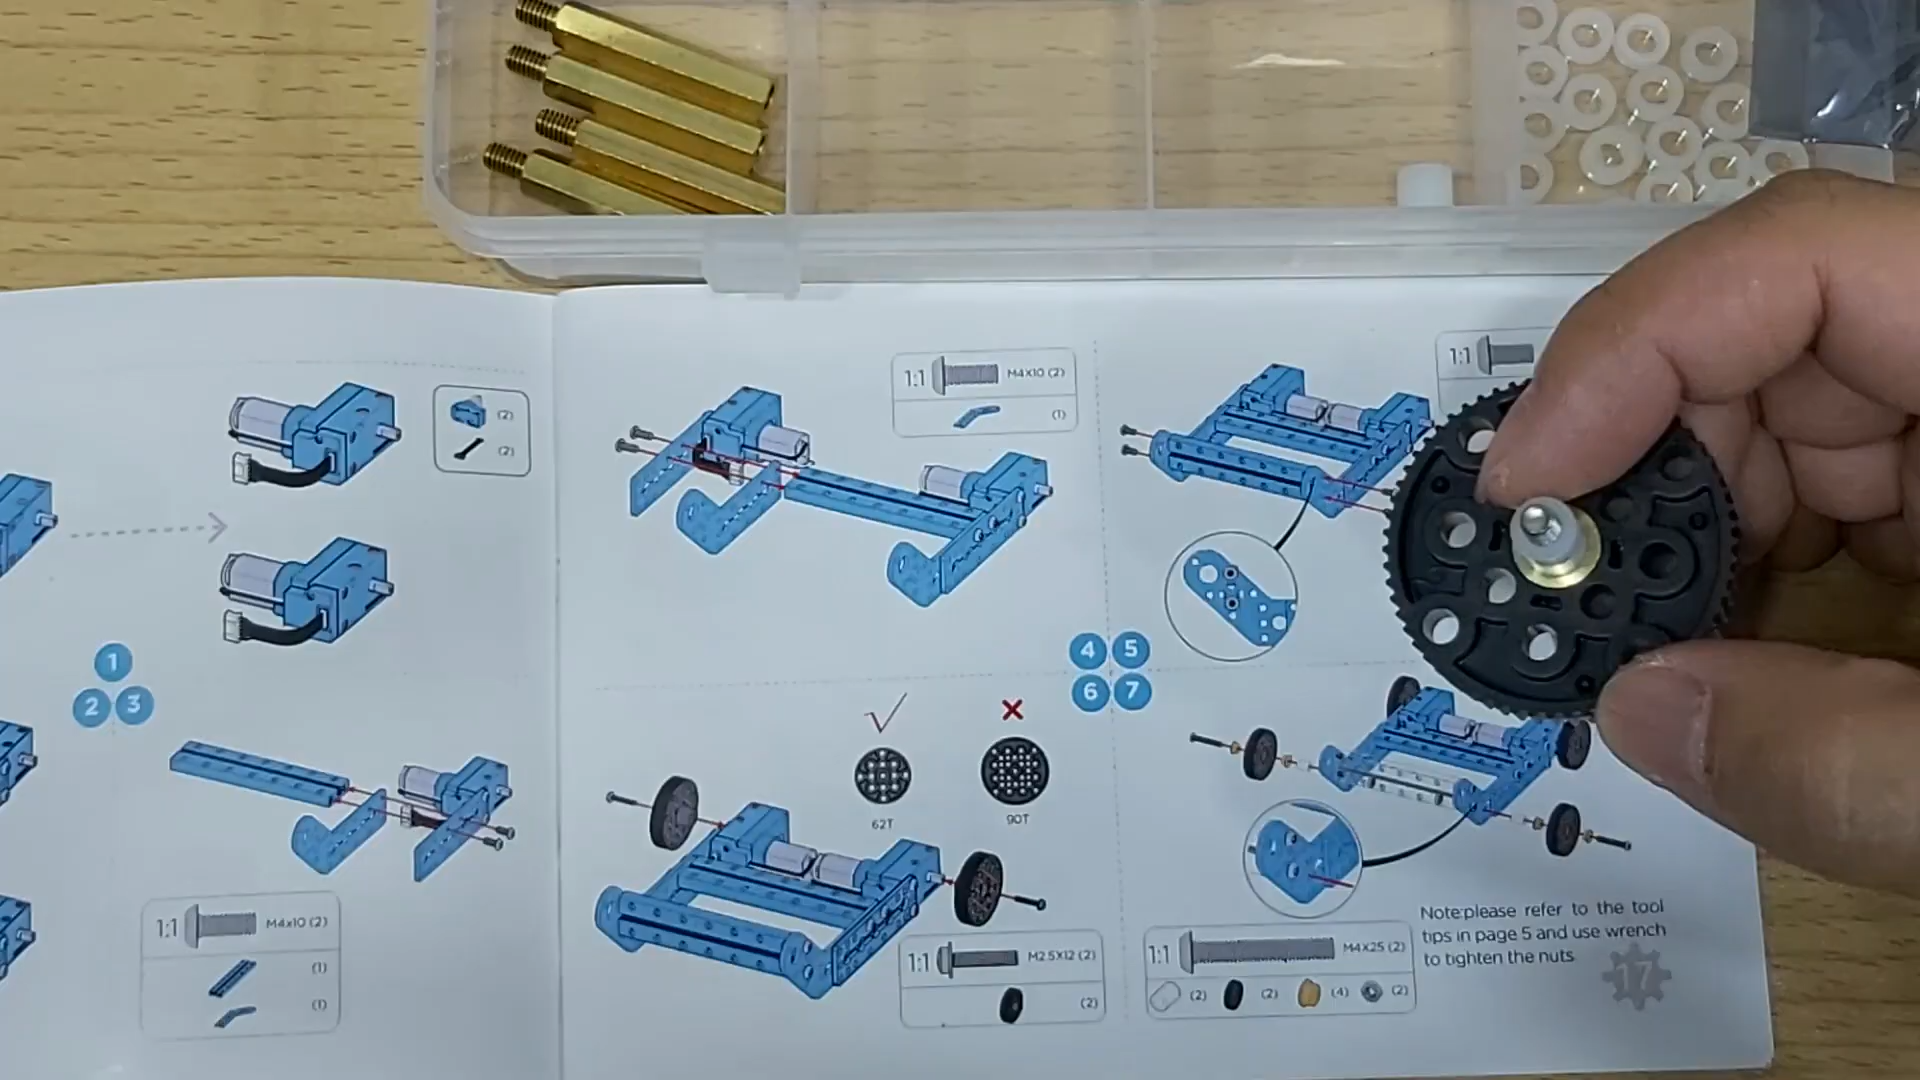 (2)
(2)
1
2 3
1:1 M4x10 (2)
(1)
(1)
1:1 M4X10 (2)
(1)
1:1
4 5
6 7
62T
90T
1:1 M2.5X12 (2)
(2)
1:1 M4X25 (2)
(2) (2) (4) (2)
Note:please refer to the tool
tips in page 5 and use wrench
to tighten the nuts
17